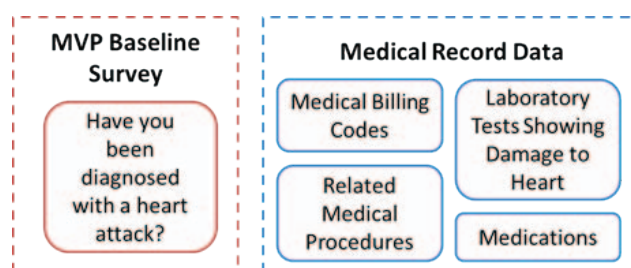 MVP Baseline
Survey
Have you
been
diagnosed
with a heart
attack?
Medical Record Data
Medical Billing
Codes
Laboratory
Tests Showing
Damage to
Heart
Related
Medical
Procedures
Medications